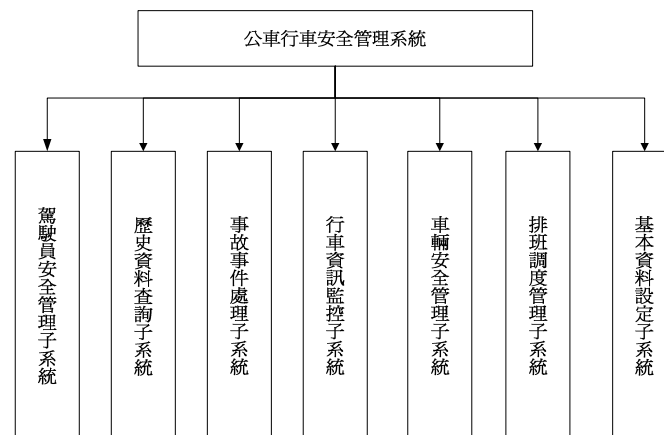 公車行車安全管理系統
駕駛員安全管理子系統
歷史資料查詢子系統
事故事件處理子系統
行車資訊監控子系統
車輛安全管理子系統
排班調度管理子系統
基本資料設定子系統